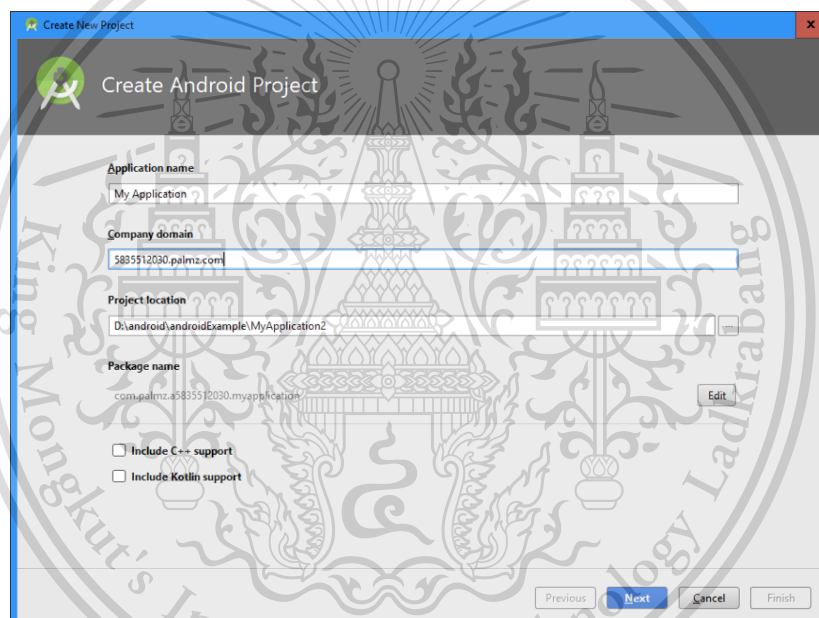 Create New Project
Create Android Project
Application name
My Application
Company domain
5835512030.palmz.com
Project location
D:\android\androidExample\MyApplication2
...
Package name
com.palmz.a5835512030.myapplication
Edit
Include C++ support
Include Kotlin support
Previous
Next
Cancel
Finish
King Mongkut's Ladkrabang